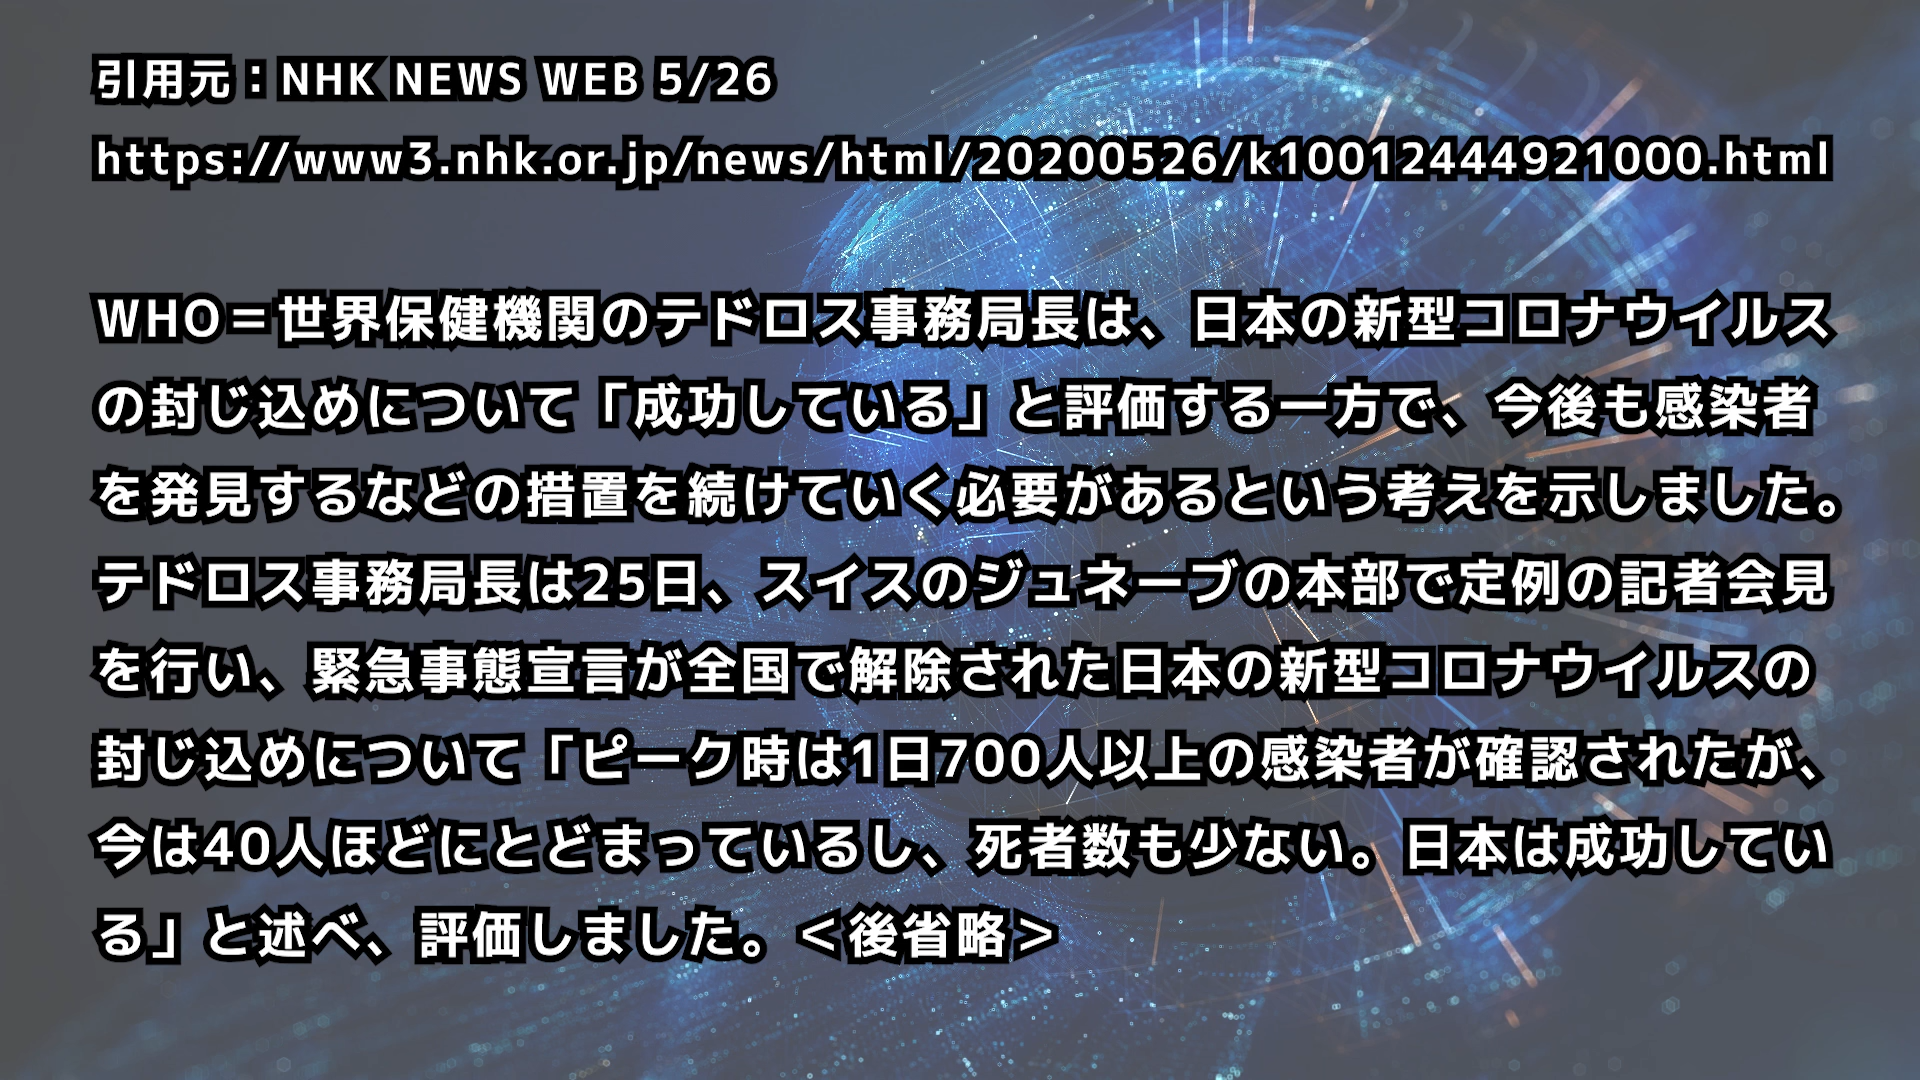 引用元：NHK NEWS WEB 5/26
https://www3.nhk.or.jp/news/html/20200526/k10012444921000.html
WHO＝世界保健機関のテドロス事務局長は、日本の新型コロナウイルス
の封じ込めについて「成功している」と評価する一方で、今後も感染者
を発見するなどの措置を続けていく必要があるという考えを示しました。
テドロス事務局長は25日、スイスのジュネーブの本部で定例の記者会見
を行い、緊急事態宣言が全国で解除された日本の新型コロナウイルスの
封じ込めについて「ピーク時は1日700人以上の感染者が確認されたが、
今は40人ほどにとどまっているし、死者数も少ない。日本は成功してい
る」と述べ、評価しました。＜後省略＞